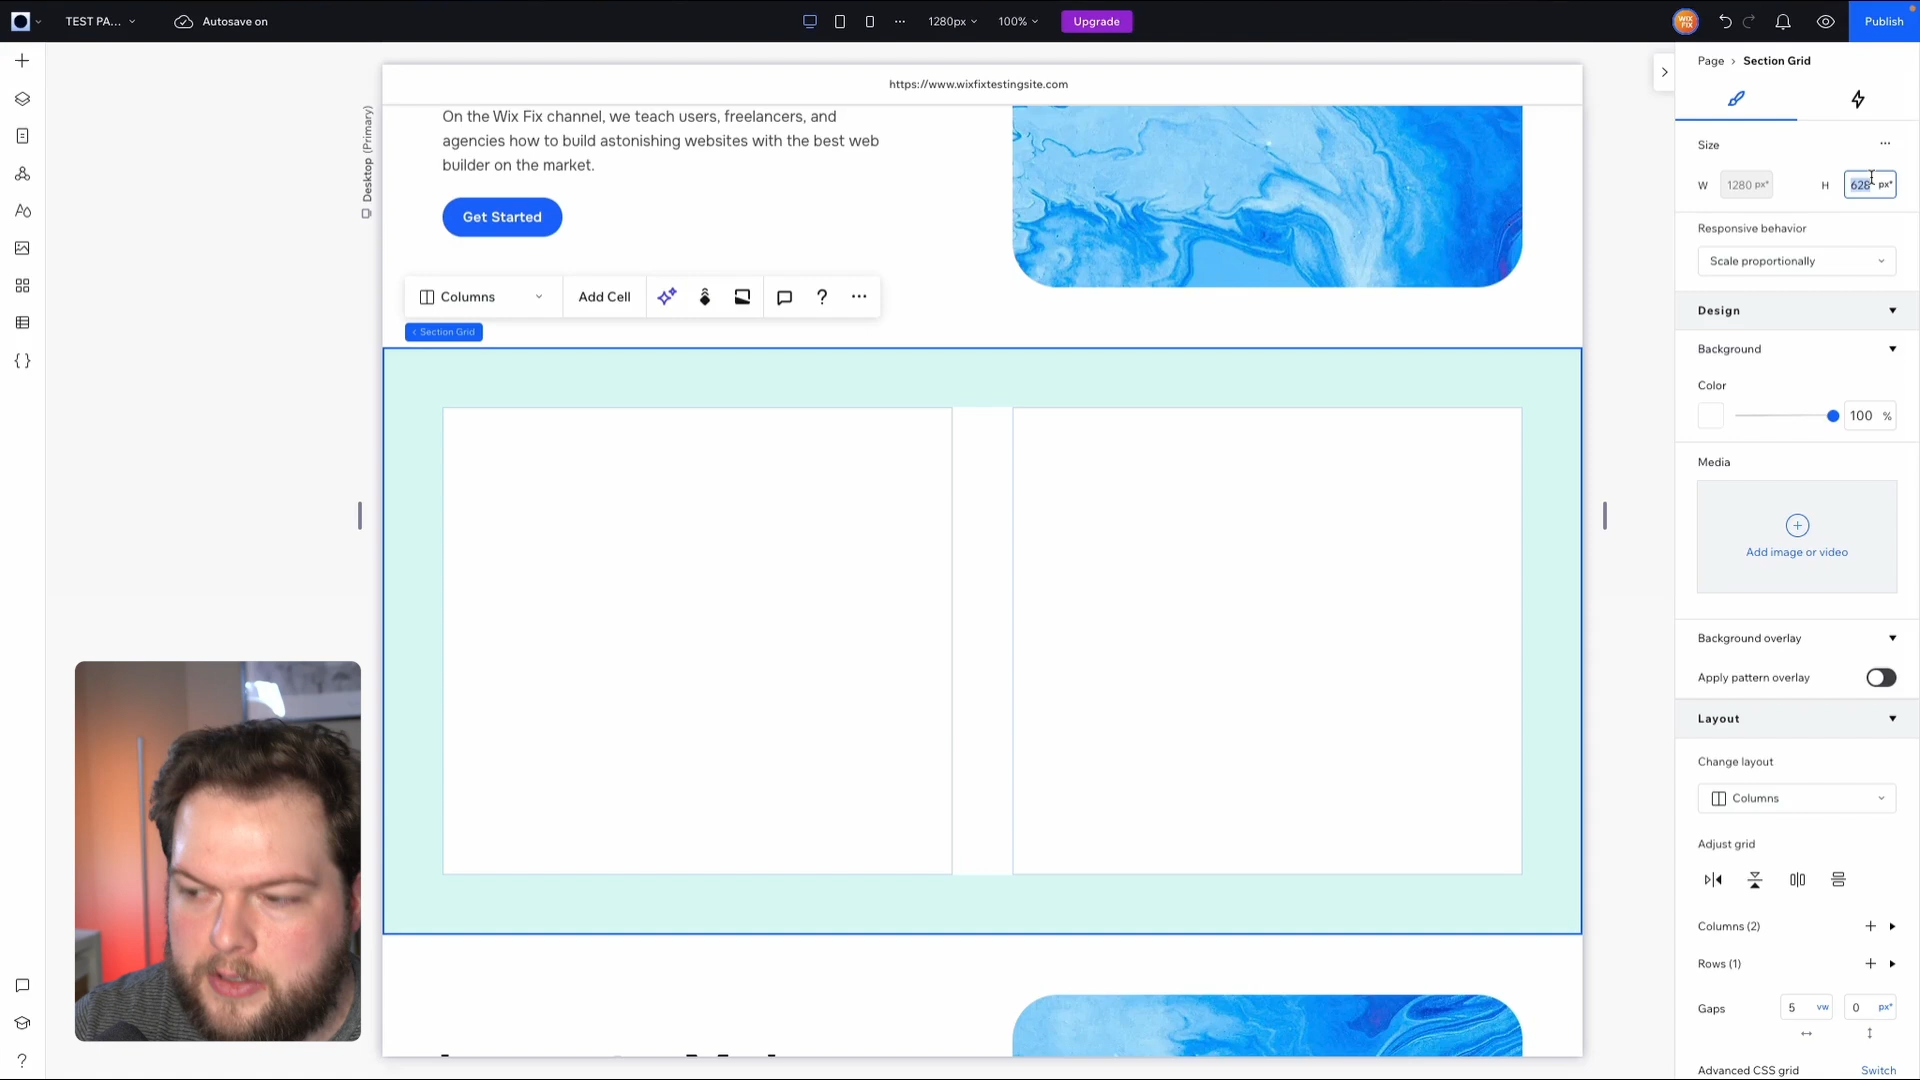 TEST PA...
Autosave on
1280px
100%
Upgrade
WIX
FIX
Publish
https://www.wixfixtestingsite.com
Desktop (Primary)
On the Wix Fix channel, we teach users, freelancers, and
agencies how to build astonishing websites with the best web
builder on the market.
Get Started
Columns
Add Cell
?
< Section Grid
Page > Section Grid
Size
W 1280 px* H 628 px*
Responsive behavior
Scale proportionally
Design
Background
Color
100 %
Media
Add image or video
Background overlay
Apply pattern overlay
Layout
Change layout
Columns
Adjust grid
Columns (2)
Rows (1)
Gaps 5 vw 0 px*
Advanced CSS grid Switch